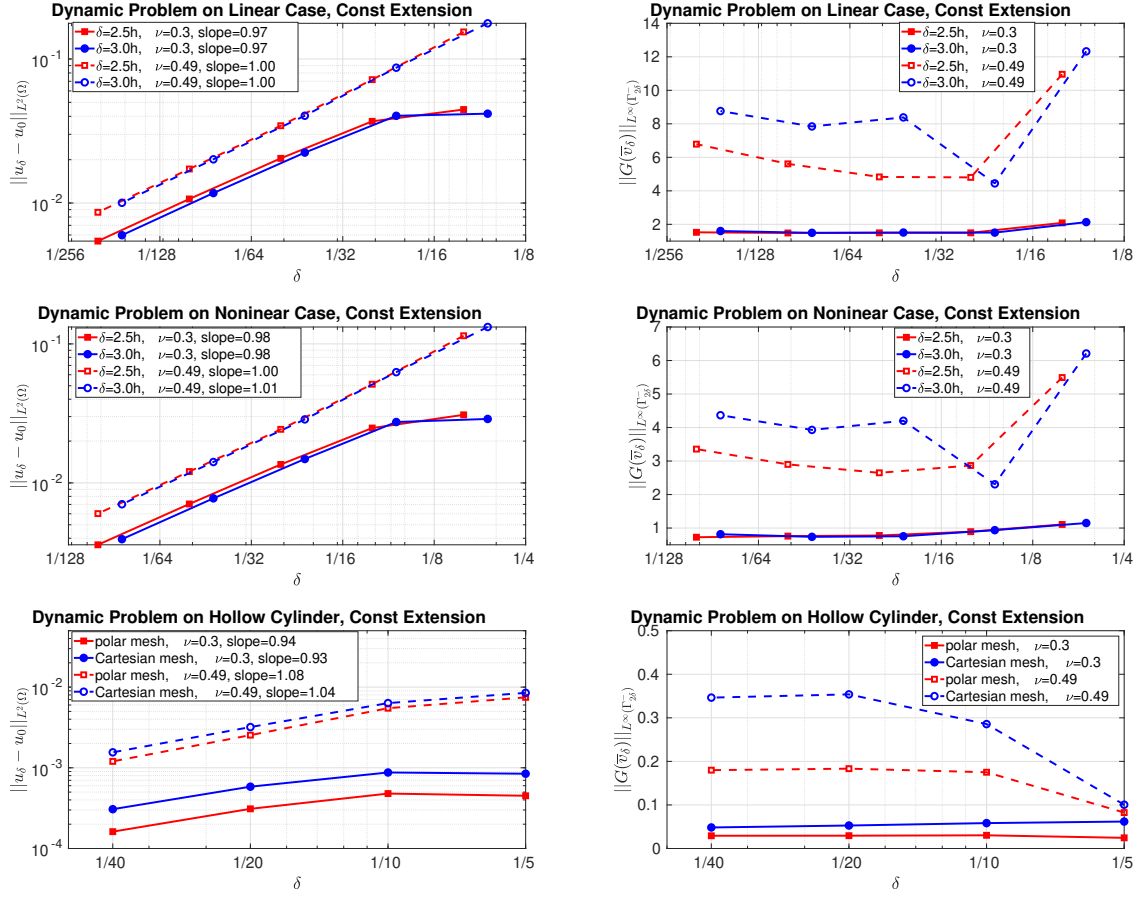 Dynamic Problem on Linear Case, Const Extension
δ=2.5h, ν=0.3, slope=0.97
δ=3.0h, ν=0.3, slope=0.97
δ=2.5h, ν=0.49, slope=1.00
δ=3.0h, ν=0.49, slope=1.00
||u_δ − u_0||_{L²(Ω)}
10^{-1}
10^{-2}
1/256 1/128 1/64 1/32 1/16 1/8
δ
Dynamic Problem on Linear Case, Const Extension
δ=2.5h, ν=0.3
δ=3.0h, ν=0.3
δ=2.5h, ν=0.49
δ=3.0h, ν=0.49
||G(v̅_δ)||_{L^∞(Γ^-_{2δ})}
14
12
10
8
6
4
2
1/256 1/128 1/64 1/32 1/16 1/8
δ
Dynamic Problem on Noninear Case, Const Extension
δ=2.5h, ν=0.3, slope=0.98
δ=3.0h, ν=0.3, slope=0.98
δ=2.5h, ν=0.49, slope=1.00
δ=3.0h, ν=0.49, slope=1.01
||u_δ − u_0||_{L²(Ω)}
10^{-1}
10^{-2}
1/128 1/64 1/32 1/16 1/8 1/4
δ
Dynamic Problem on Noninear Case, Const Extension
δ=2.5h, ν=0.3
δ=3.0h, ν=0.3
δ=2.5h, ν=0.49
δ=3.0h, ν=0.49
||G(v̅_δ)||_{L^∞(Γ^-_{2δ})}
7
6
5
4
3
2
1
1/128 1/64 1/32 1/16 1/8 1/4
δ
Dynamic Problem on Hollow Cylinder, Const Extension
polar mesh, ν=0.3, slope=0.94
Cartesian mesh, ν=0.3, slope=0.93
polar mesh, ν=0.49, slope=1.08
Cartesian mesh, ν=0.49, slope=1.04
||u_δ − u_0||_{L²(Ω)}
10^{-2}
10^{-3}
10^{-4}
1/40 1/20 1/10 1/5
δ
Dynamic Problem on Hollow Cylinder, Const Extension
polar mesh, ν=0.3
Cartesian mesh, ν=0.3
polar mesh, ν=0.49
Cartesian mesh, ν=0.49
||G(v̅_δ)||_{L^∞(Γ^-_{2δ})}
0.5
0.4
0.3
0.2
0.1
0
1/40 1/20 1/10 1/5
δ